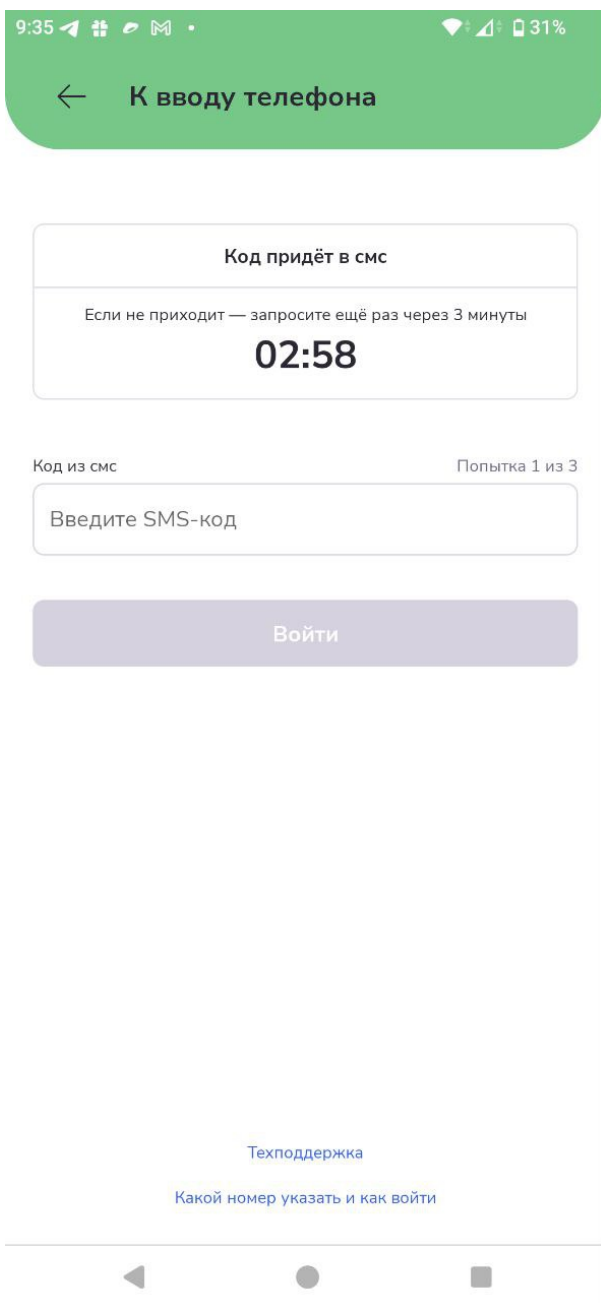 9:35 31%
К вводу телефона
Код придёт в смс
Если не приходит — запросите ещё раз через 3 минуты
02:58
Код из смс Попытка 1 из 3
Введите SMS-код
Войти
Техподдержка
Какой номер указать и как войти